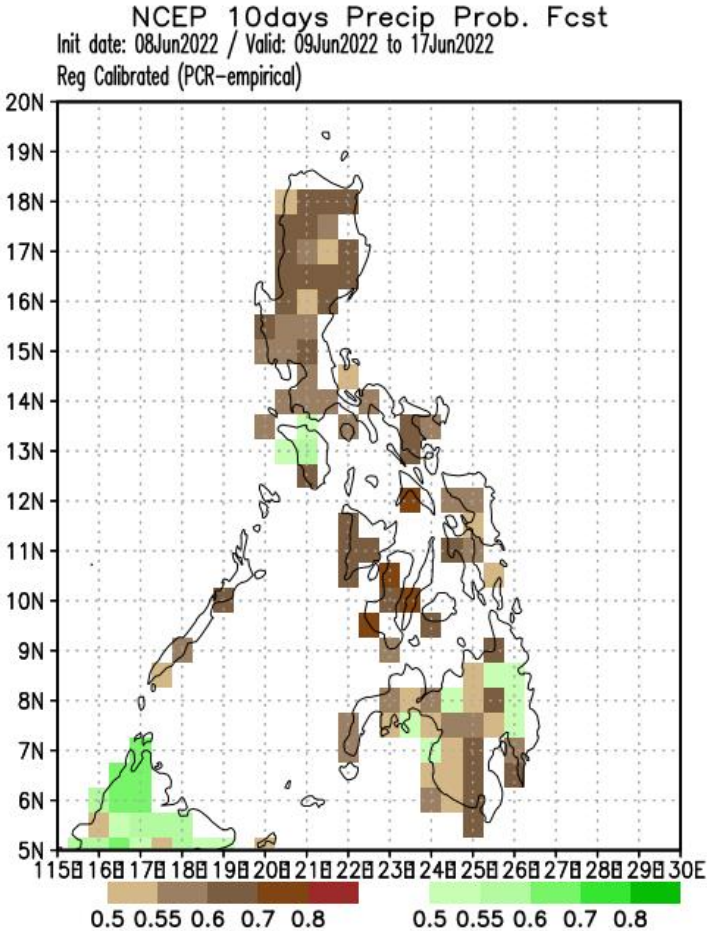 NCEP 10days Precip Prob. Fcst
Init date: 08Jun2022 / Valid: 09Jun2022 to 17Jun2022
Reg Calibrated (PCR-empirical)
20N
19N
18N
17N
16N
15N
14N
13N
12N
11N
10N
9N
8N
7N
6N
5N
115E 116E 117E 118E 119E 120E 121E 122E 123E 124E 125E 126E 127E 128E 129E 130E
0.5 0.55 0.6 0.7 0.8 0.5 0.55 0.6 0.7 0.8